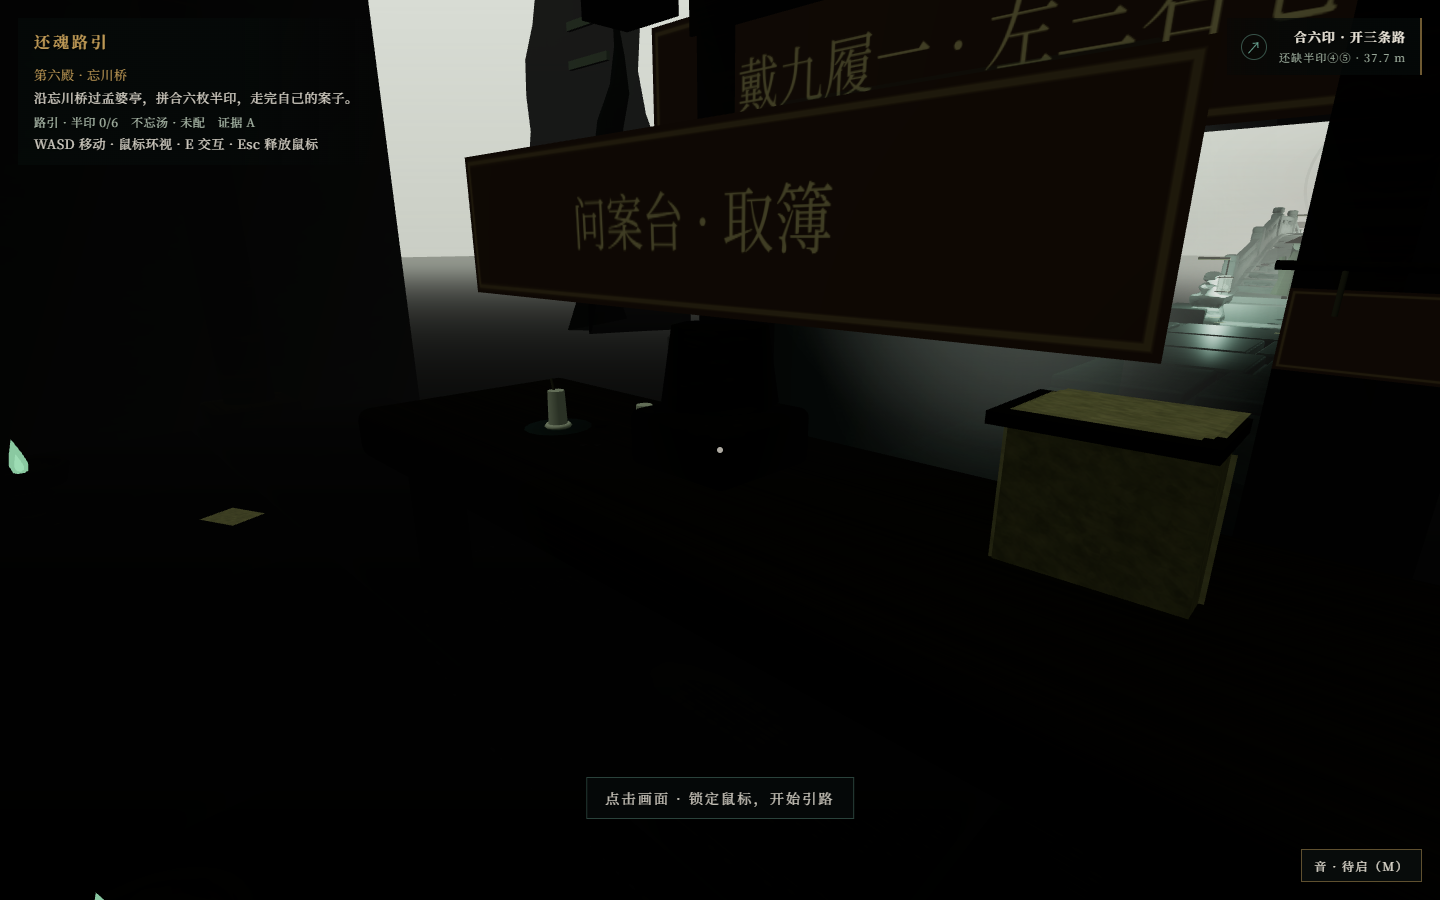 还魂路引
第六殿 · 忘川桥
沿忘川桥过孟婆亭，拼合六枚半印，走完自己的案子。
路引 · 半印 0/6 不忘汤 · 未配 证据 A
WASD 移动 · 鼠标环视 · E 交互 · Esc 释放鼠标
合六印 · 开三条路
还缺半印④⑤ · 37.7 m
戴九履一 · 左三右七
问案台 · 取簿
点击画面 · 锁定鼠标，开始引路
音 · 待启（M）